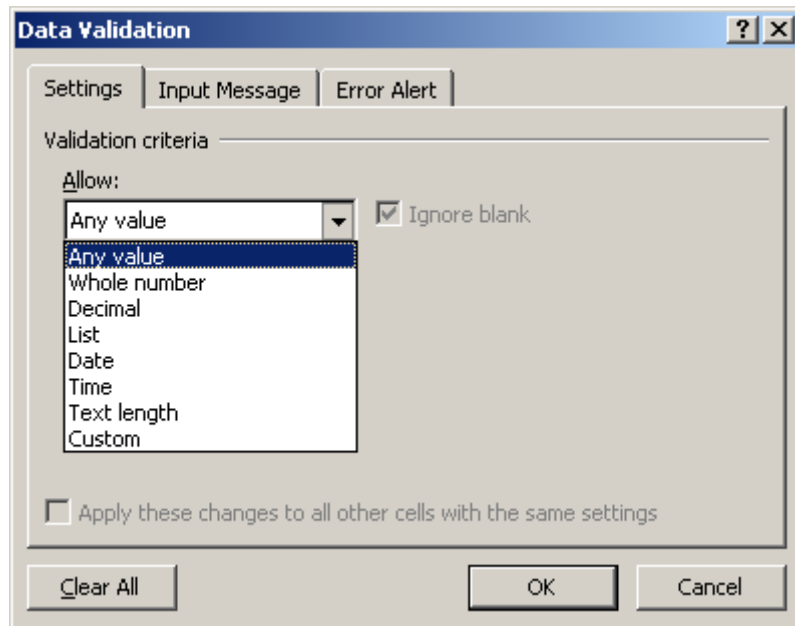 Data Validation
Settings Input Message Error Alert
Validation criteria
Allow:
Any value Ignore blank
Any value
Whole number
Decimal
List
Date
Time
Text length
Custom
Apply these changes to all other cells with the same settings
Clear All OK Cancel